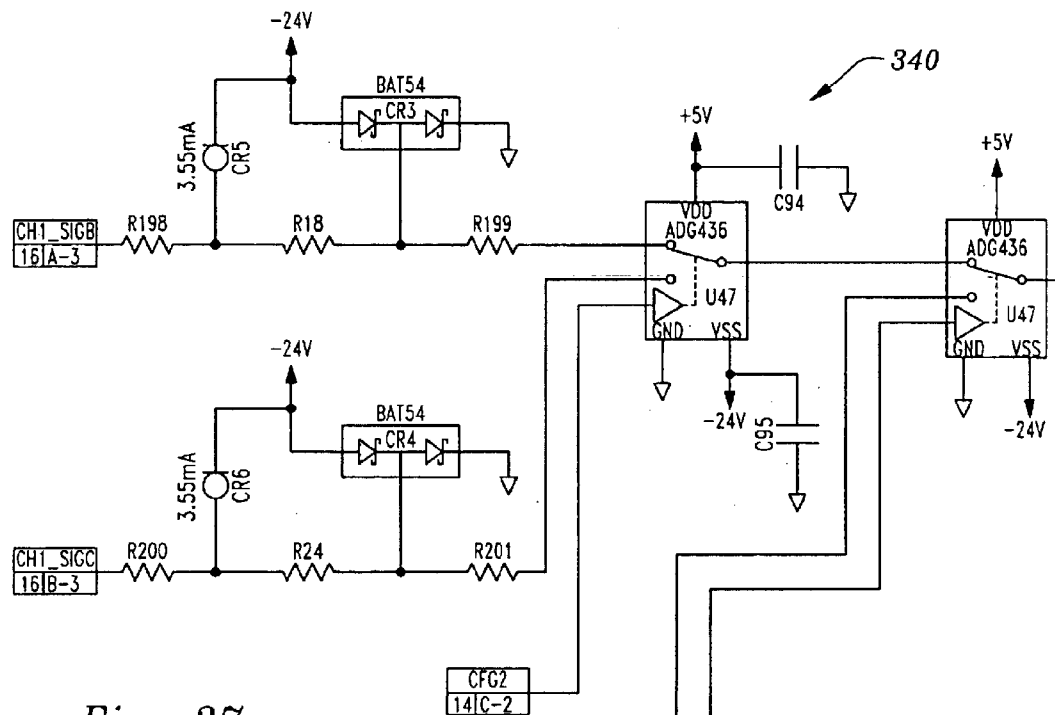 -24V
BAT54
CR3
3.55mA
CR5
340
+5V
C94
+5V
CH1_SIGB
16 A-3
R198
R18
R199
VDD
ADG436
U47
GND VSS
VDD
ADG436
U47
GND VSS
-24V
-24V
-24V
C95
BAT54
CR4
3.55mA
CR6
CH1_SIGC
16 B-3
R200
R24
R201
CFG2
14 C-2